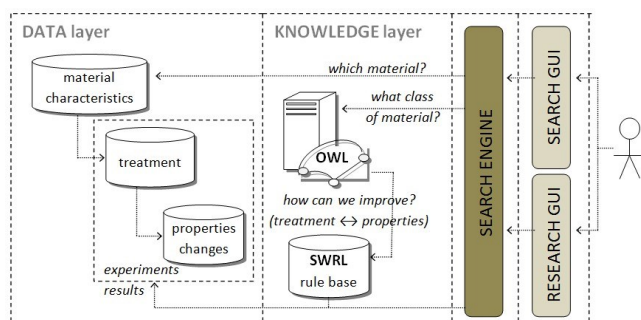 DATA layer
KNOWLEDGE layer
material
characteristics
which material?
what class
of material?
treatment
OWL
how can we improve?
(treatment ↔ properties)
properties
changes
SWRL
rule base
experiments
results
SEARCH ENGINE
SEARCH GUI
RESEARCH GUI